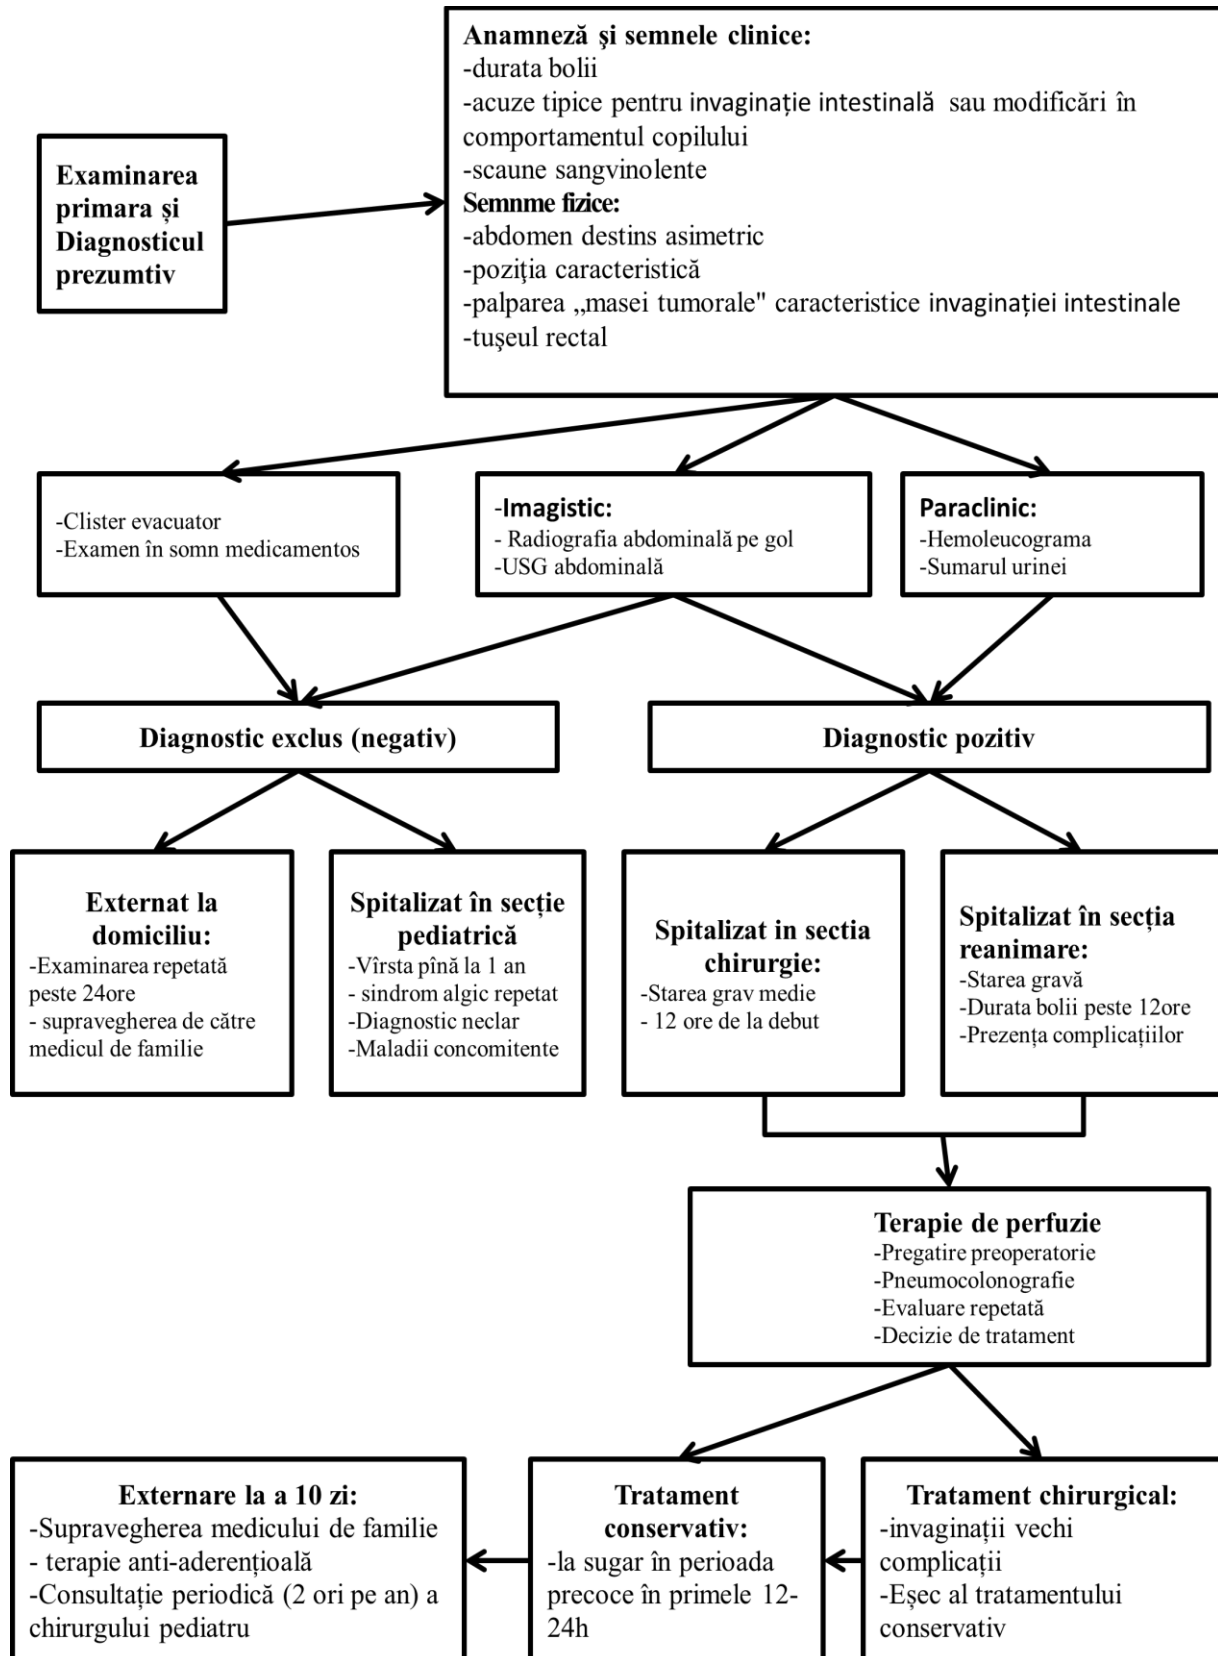 Anamneză şi semnele clinice:
-durata bolii
-acuze tipice pentru invaginație intestinală sau modificări în
comportamentul copilului
-scaune sangvinolente
Semnme fizice:
-abdomen destins asimetric
-poziţia caracteristică
-palparea „masei tumorale" caracteristice invaginației intestinale
-tuşeul rectal
Examinarea
primara și
Diagnosticul
prezumtiv
-Clister evacuator
-Examen în somn medicamentos
-Imagistic:
- Radiografia abdominală pe gol
-USG abdominală
Paraclinic:
-Hemoleucograma
-Sumarul urinei
Diagnostic exclus (negativ)
Diagnostic pozitiv
Externat la
domiciliu:
-Examinarea repetată
peste 24ore
- supravegherea de către
medicul de familie
Spitalizat în secție
pediatrică
-Vîrsta pînă la 1 an
- sindrom algic repetat
-Diagnostic neclar
-Maladii concomitente
Spitalizat in sectia
chirurgie:
-Starea grav medie
- 12 ore de la debut
Spitalizat în secția
reanimare:
-Starea gravă
-Durata bolii peste 12ore
-Prezența complicațiilor
Terapie de perfuzie
-Pregatire preoperatorie
-Pneumocolonografie
-Evaluare repetată
-Decizie de tratament
Externare la a 10 zi:
-Supravegherea medicului de familie
- terapie anti-aderențioală
-Consultație periodică (2 ori pe an) a
chirurgului pediatru
Tratament
conservativ:
-la sugar în perioada
precoce în primele 12-
24h
Tratament chirurgical:
-invaginații vechi
complicații
-Eșec al tratamentului
conservativ